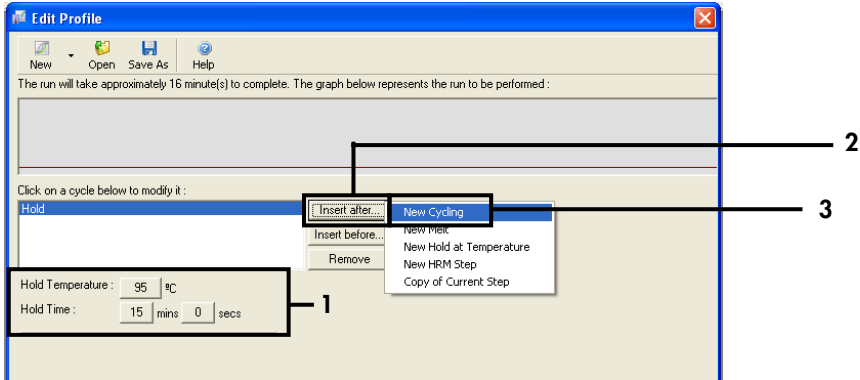 Edit Profile
New Open Save As Help
The run will take approximately 16 minute(s) to complete. The graph below represents the run to be performed :
2
Click on a cycle below to modify it :
Hold
Insert after...
New Cycling
3
Insert before...
New Melt
New Hold at Temperature
Remove
New HRM Step
Copy of Current Step
Hold Temperature : 95 ºC
1
Hold Time : 15 mins 0 secs